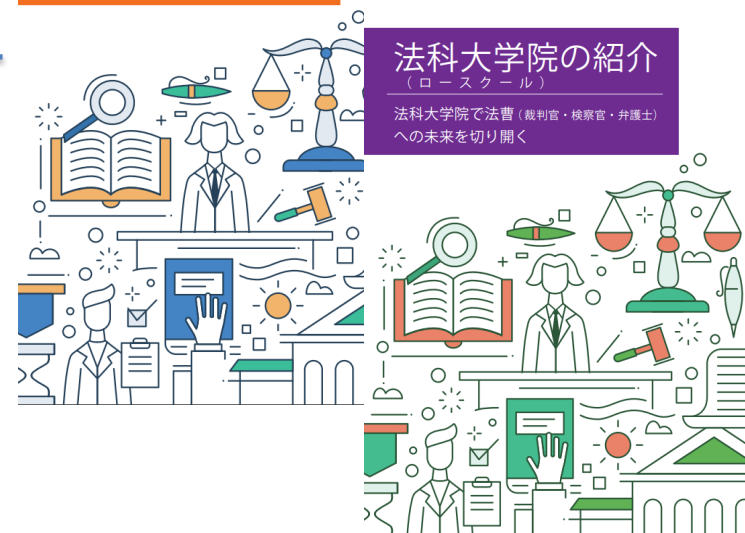 法科大学院の紹介
（ロースクール）
法科大学院で法曹（裁判官・検察官・弁護士）
への未来を切り開く